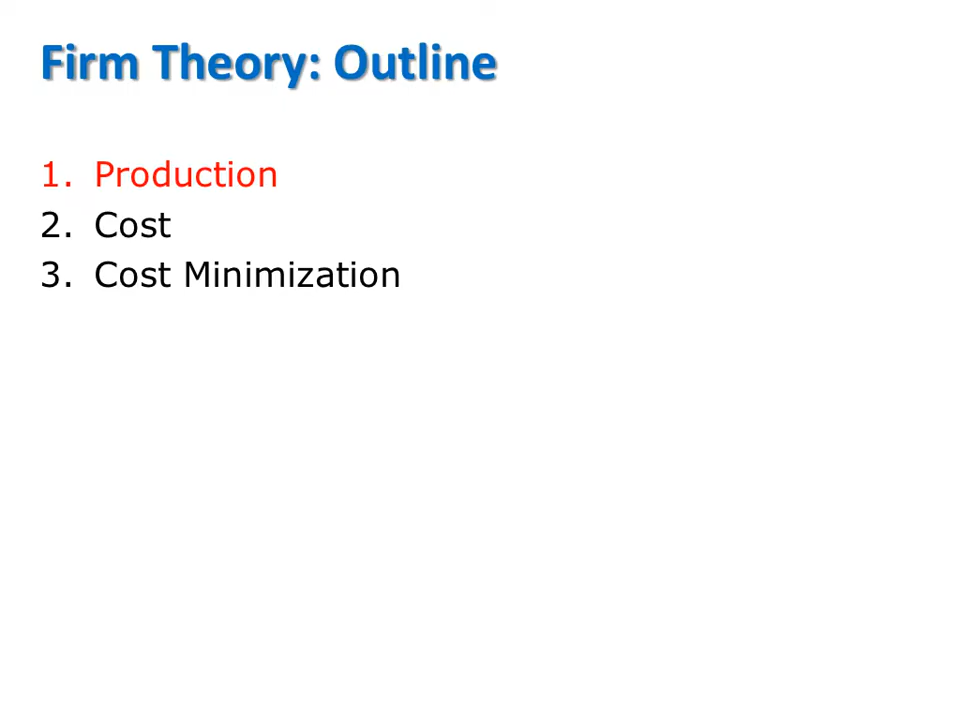 Firm Theory: Outline
1. Production
2. Cost
3. Cost Minimization